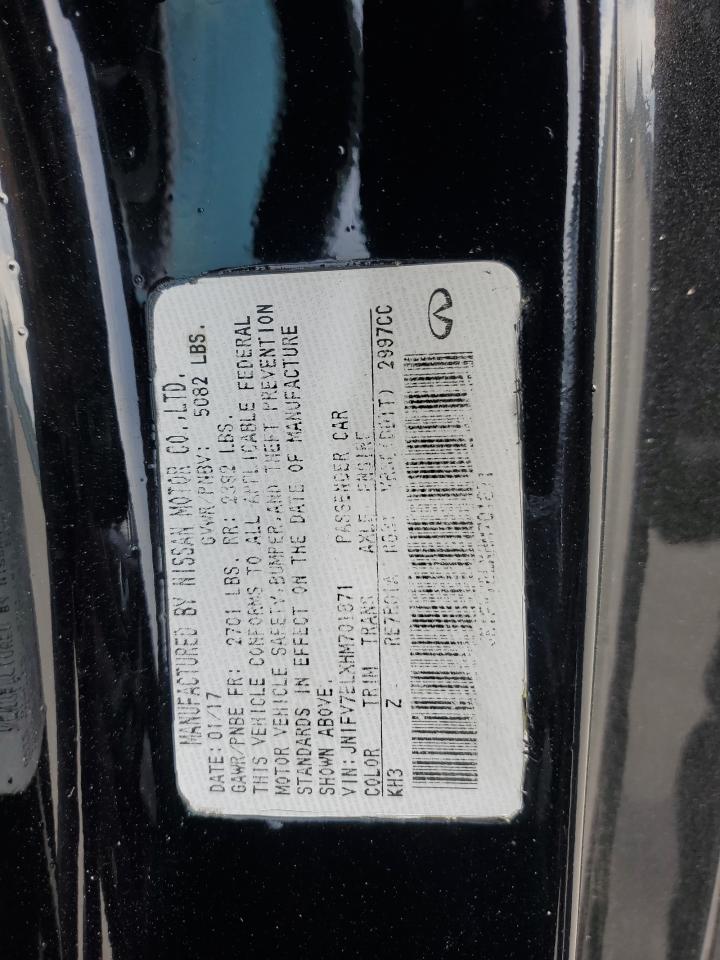 MANUFACTURED BY NISSAN MOTOR CO.,LTD.
DATE: 01/17 GVWR/PNBV: 5082 LBS.
GAWR/PNBE FR: 2701 LBS. RR: LBS.
THIS VEHICLE CONFORMS TO ALL APPLICABLE FEDERAL
MOTOR VEHICLE SAFETY,BUMPER,AND THEFT PREVENTION
STANDARDS IN EFFECT ON THE DATE OF MANUFACTURE
SHOWN ABOVE.
VIN: PASSENGER CAR
COLOR TRIM TRANS AXLE ENGINE
KH3 Z RE7R01A 2997CC